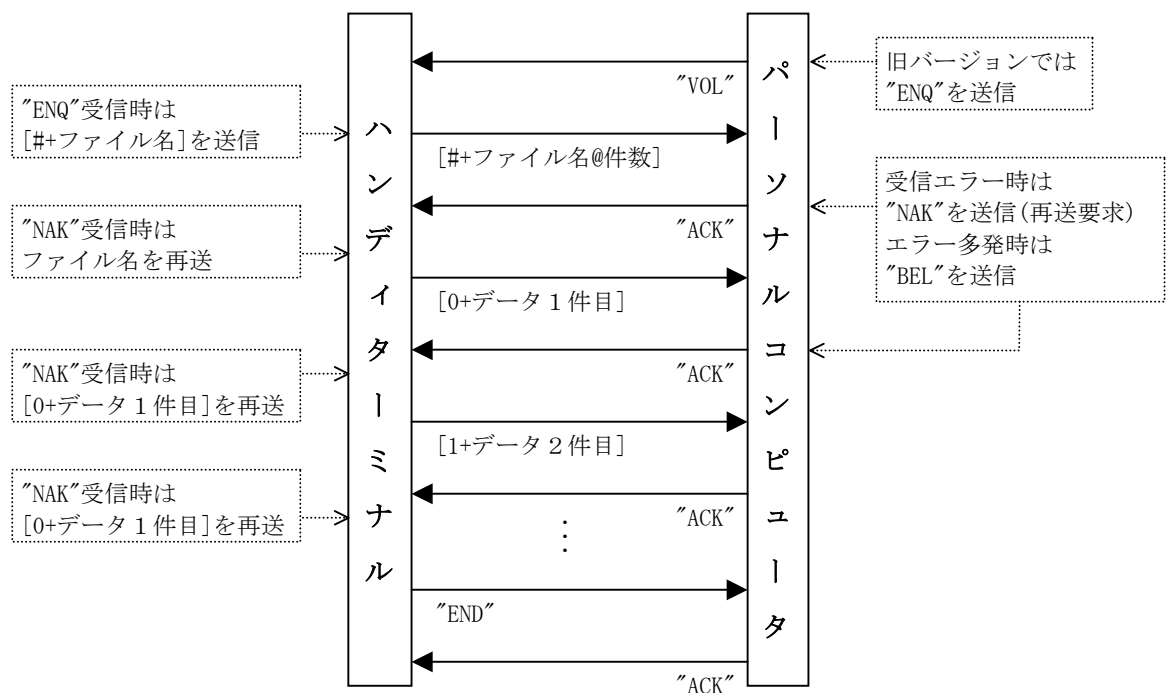 "VOL"
旧バージョンでは
"ENQ"を送信
"ENQ"受信時は
[#+ファイル名]を送信
[#+ファイル名@件数]
"ACK"
受信エラー時は
"NAK"を送信(再送要求)
エラー多発時は
"BEL"を送信
"NAK"受信時は
ファイル名を再送
[0+データ１件目]
"ACK"
"NAK"受信時は
[0+データ１件目]を再送
[1+データ２件目]
"ACK"
"NAK"受信時は
[0+データ１件目]を再送
：
"END"
"ACK"
ハンディターミナル
パーソナルコンピュータ